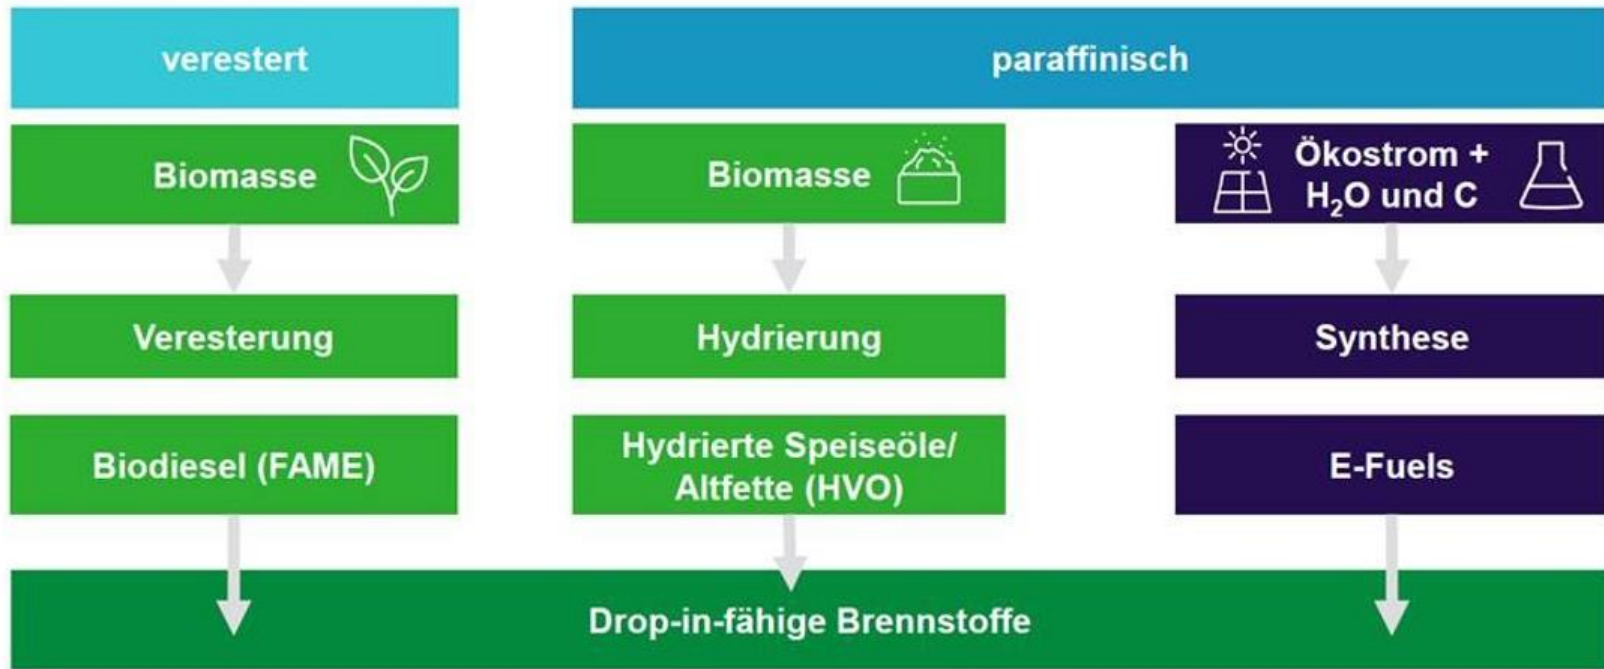 verestert
paraffinisch
Biomasse
Biomasse
Ökostrom +
H₂O und C
Veresterung
Hydrierung
Synthese
Biodiesel (FAME)
Hydrierte Speiseöle/
Altfette (HVO)
E-Fuels
Drop-in-fähige Brennstoffe